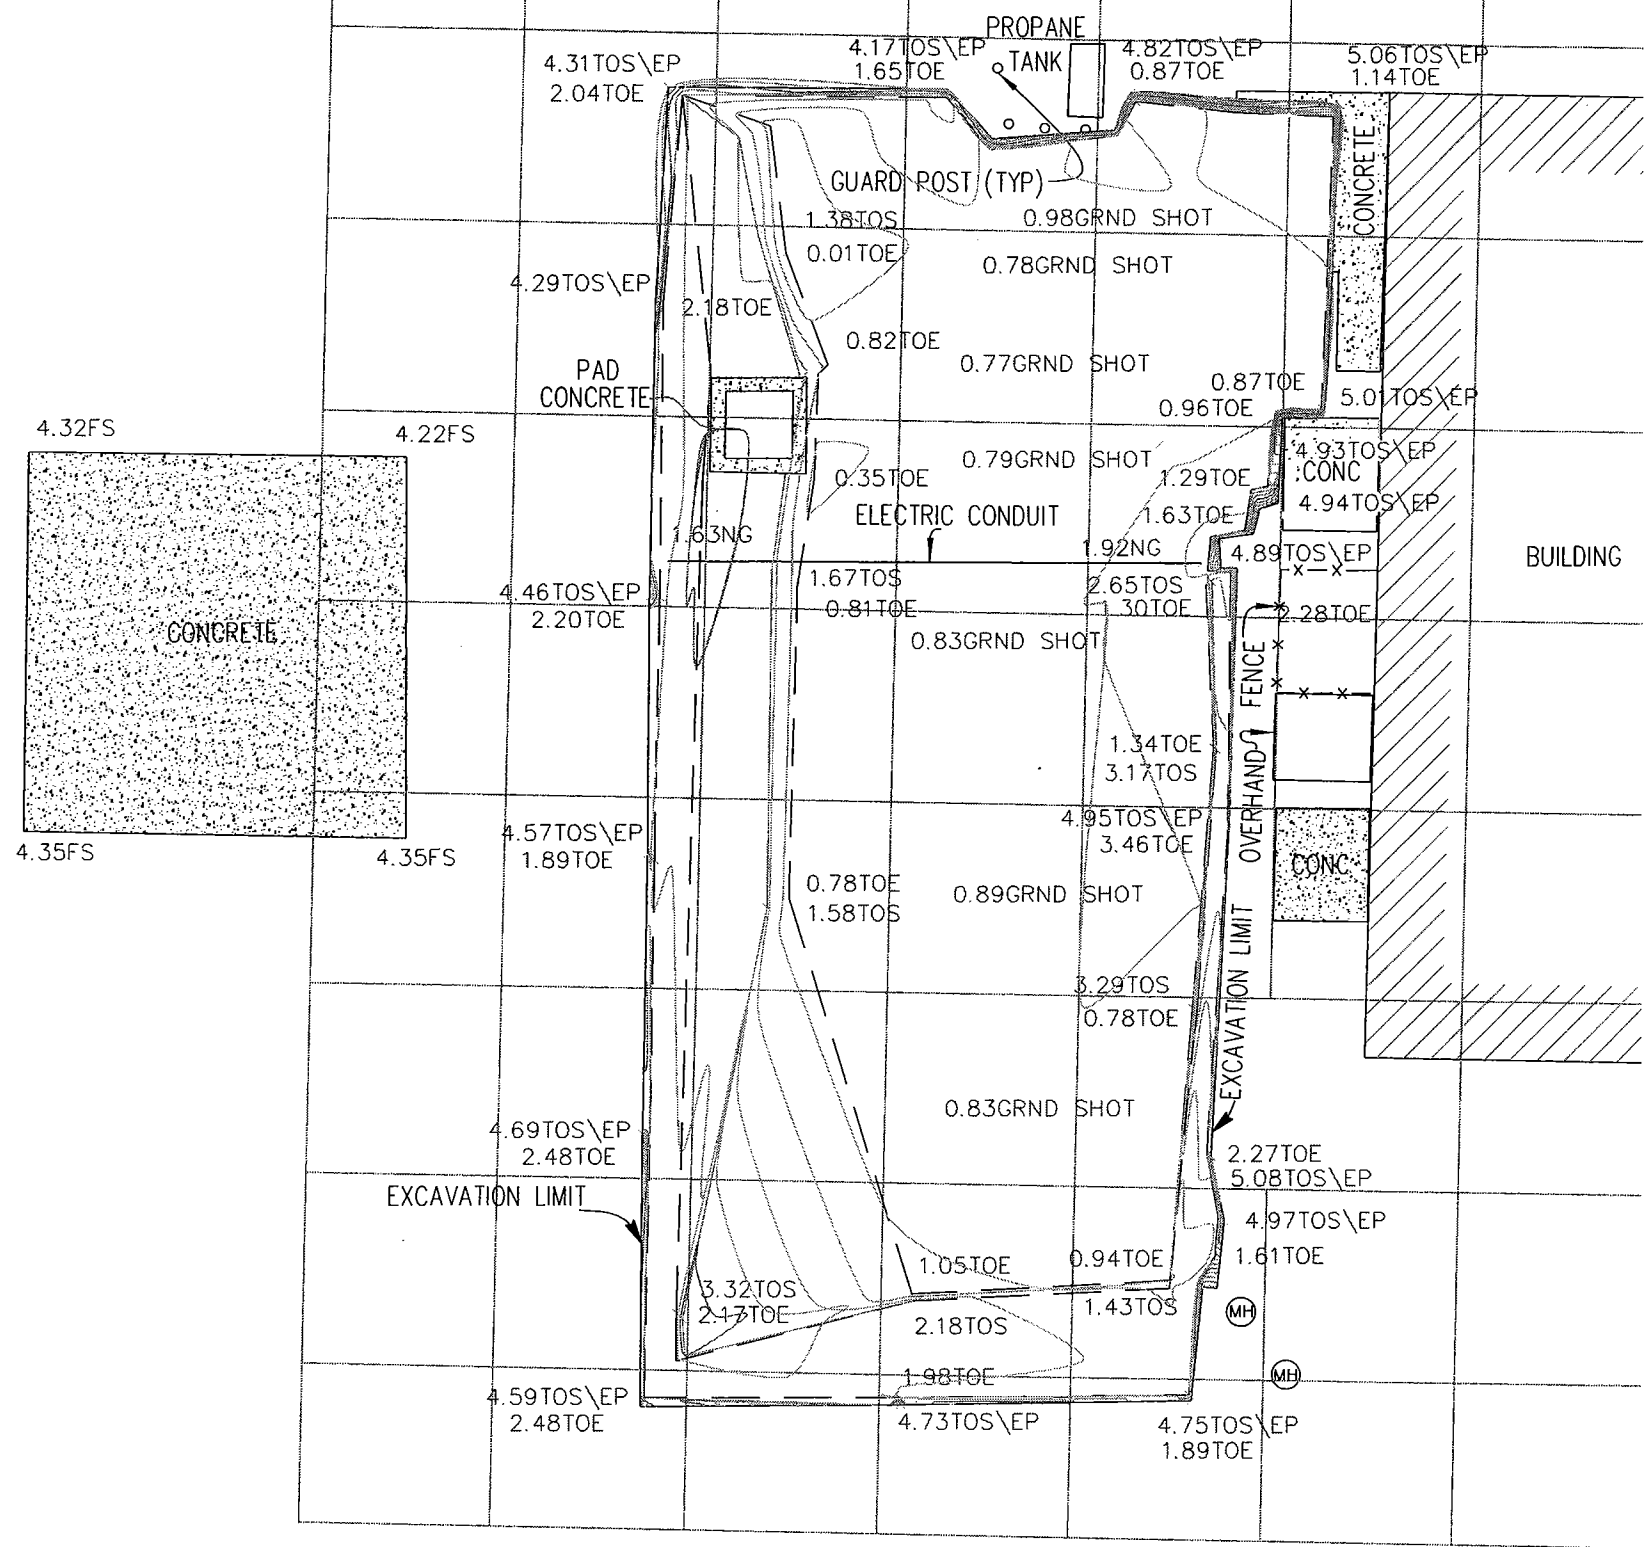 PROPANE
TANK
4.17TOS\EP
1.65TOE
4.82TOS\EP
0.87TOE
5.06TOS\EP
1.14TOE
4.31TOS\EP
2.04TOE
CONCRETE
GUARD POST (TYP)
1.38TOS
0.01TOE
0.98GRND SHOT
0.78GRND SHOT
4.29TOS\EP
2.18TOE
0.82TOE
0.77GRND SHOT
PAD
CONCRETE
0.87TOE
0.96TOE
5.01TOS\EP
4.32FS
4.22FS
0.79GRND SHOT
4.93TOS\EP
CONC
0.35TOE
1.29TOE
4.94TOS\EP
1.63TOE
ELECTRIC CONDUIT
1.63NG
1.92NG
4.89TOS\EP
BUILDING
4.46TOS\EP
2.20TOE
1.67TOS
0.81TOE
2.65TOS
.30TOE
2.28TOE
CONCRETE
0.83GRND SHOT
FENCE
OVERHAND
1.34TOE
3.17TOS
4.95TOS\EP
3.46TOE
4.57TOS\EP
1.89TOE
4.35FS
4.35FS
CONC
0.78TOE
1.58TOS
0.89GRND SHOT
EXCAVATION LIMIT
3.29TOS
0.78TOE
0.83GRND SHOT
4.69TOS\EP
2.48TOE
2.27TOE
5.08TOS\EP
EXCAVATION LIMIT
4.97TOS\EP
1.61TOE
1.05TOE
0.94TOE
3.32TOS
2.17TOE
1.43TOS
2.18TOS
MH
1.98TOE
MH
4.59TOS\EP
2.48TOE
4.73TOS\EP
4.75TOS\EP
1.89TOE